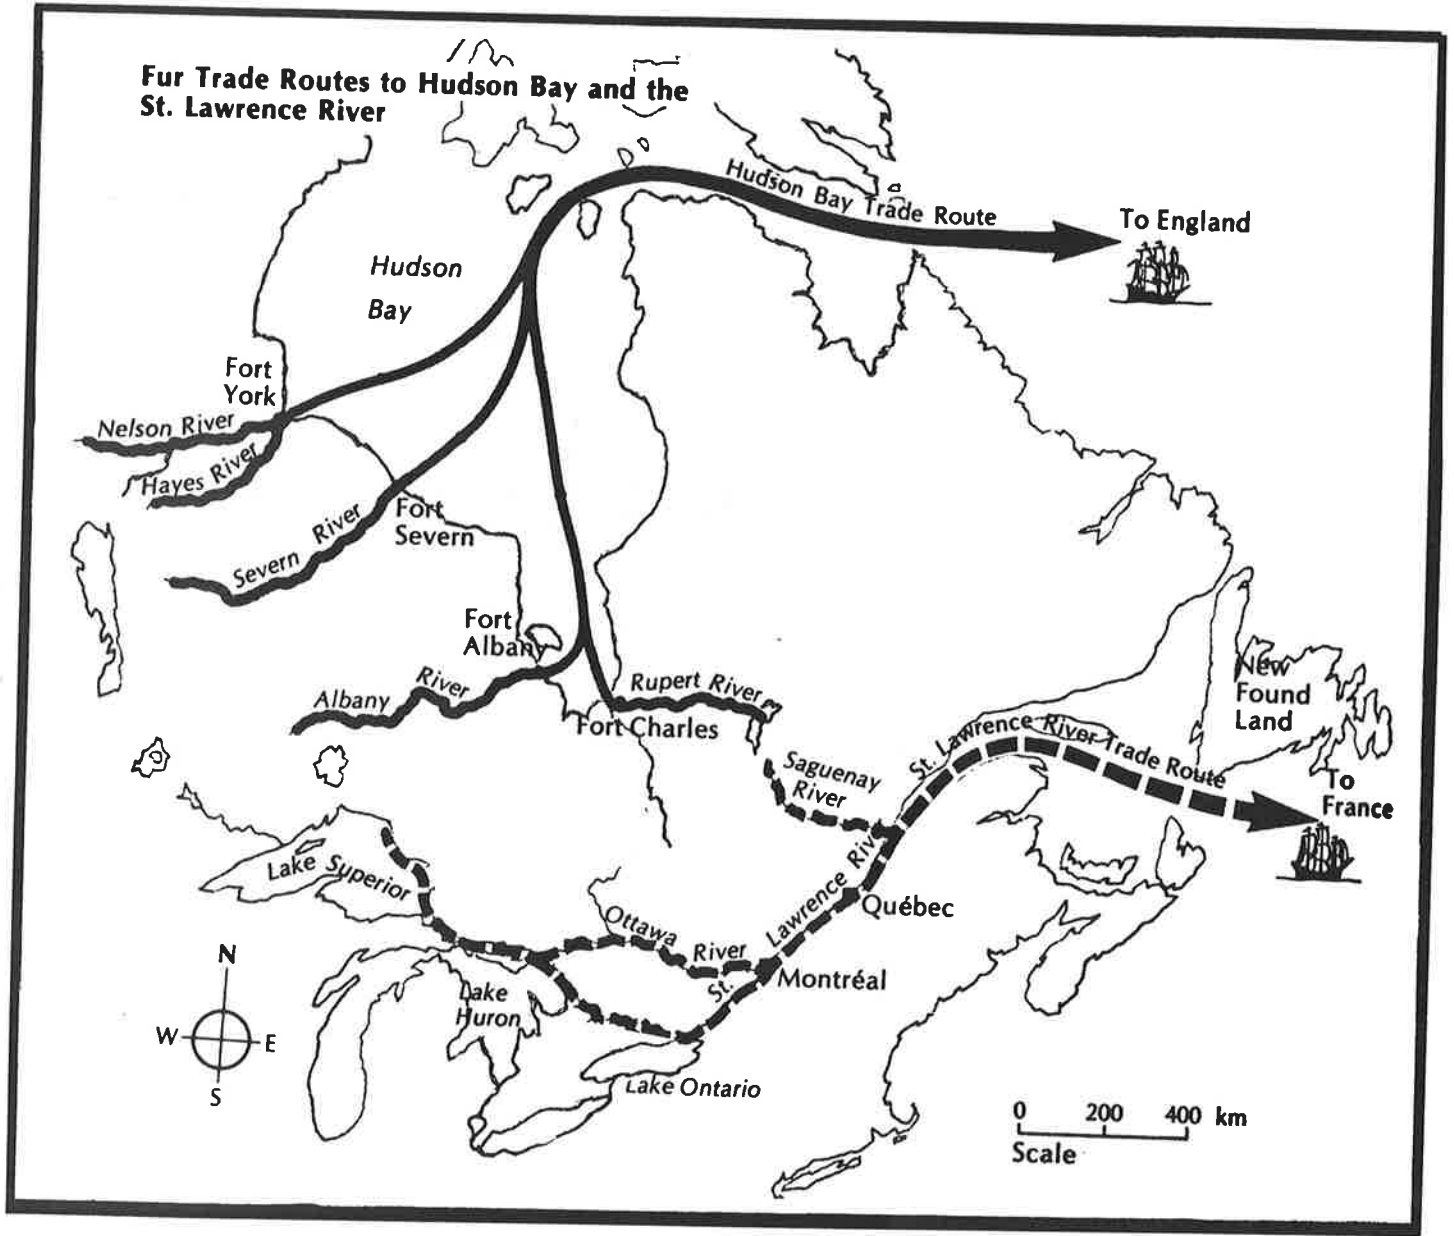 Fur Trade Routes to Hudson Bay and the
St. Lawrence River
Hudson Bay Trade Route
To England
Hudson
Bay
Fort
York
Nelson River
Hayes River
Fort
Severn
Severn River
Fort
Albany
Albany River
Rupert River
Fort Charles
New
Found
Land
St. Lawrence River Trade Route
To
France
Saguenay
River
Lake Superior
St. Lawrence River
Québec
Ottawa River
Montréal
Lake
Huron
Lake Ontario
N
W E
S
0 200 400 km
Scale